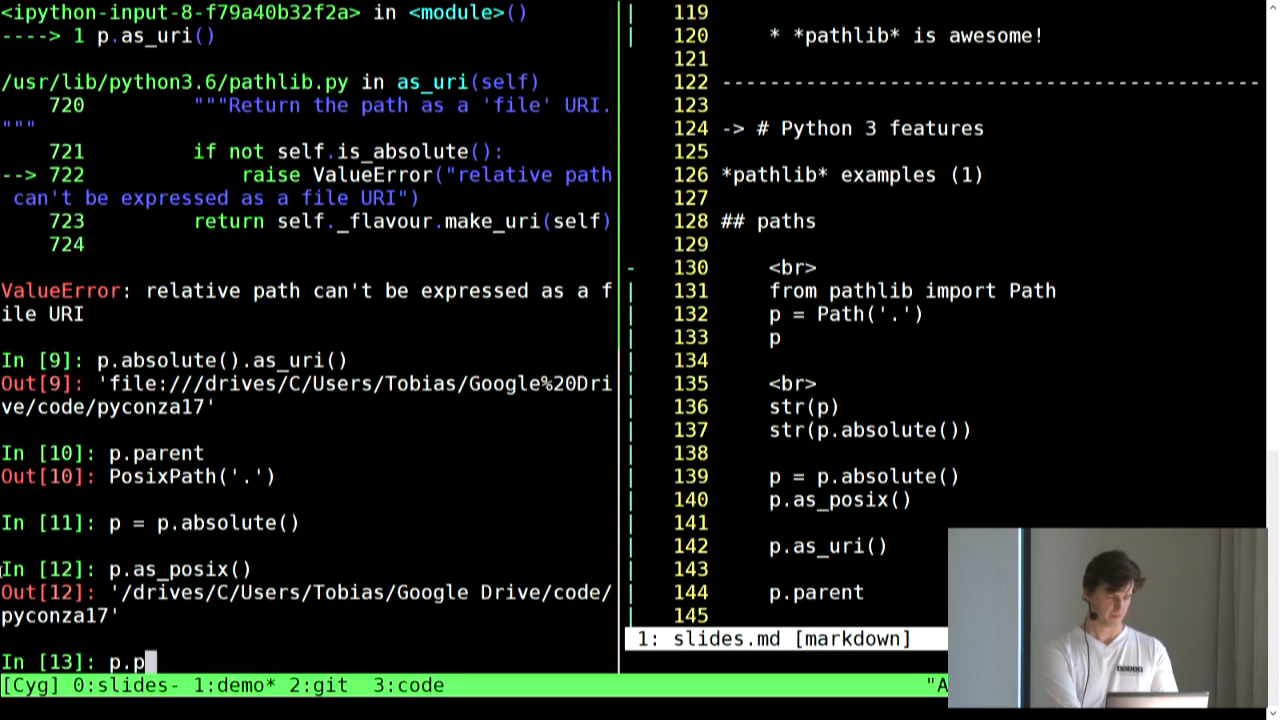 <ipython-input-8-f79a40b32f2a> in <module>()
----> 1 p.as_uri()
/usr/lib/python3.6/pathlib.py in as_uri(self)
720 """Return the path as a 'file' URI.
"""
721 if not self.is_absolute():
--> 722 raise ValueError("relative path
can't be expressed as a file URI")
723 return self._flavour.make_uri(self)
724
ValueError: relative path can't be expressed as a f
ile URI
In [9]: p.absolute().as_uri()
Out[9]: 'file:///drives/C/Users/Tobias/Google%20Dri
ve/code/pyconza17'
In [10]: p.parent
Out[10]: PosixPath('.')
In [11]: p = p.absolute()
In [12]: p.as_posix()
Out[12]: '/drives/C/Users/Tobias/Google Drive/code/
pyconza17'
In [13]: p.p
119
120 * *pathlib* is awesome!
121
122 ---------------------------------------------
123
124 -> # Python 3 features
125
126 *pathlib* examples (1)
127
128 ## paths
129
130 <br>
131 from pathlib import Path
132 p = Path('.')
133 p
134
135 <br>
136 str(p)
137 str(p.absolute())
138
139 p = p.absolute()
140 p.as_posix()
141
142 p.as_uri()
143
144 p.parent
145
1: slides.md [markdown]
[Cyg] 0:slides- 1:demo* 2:git 3:code "A